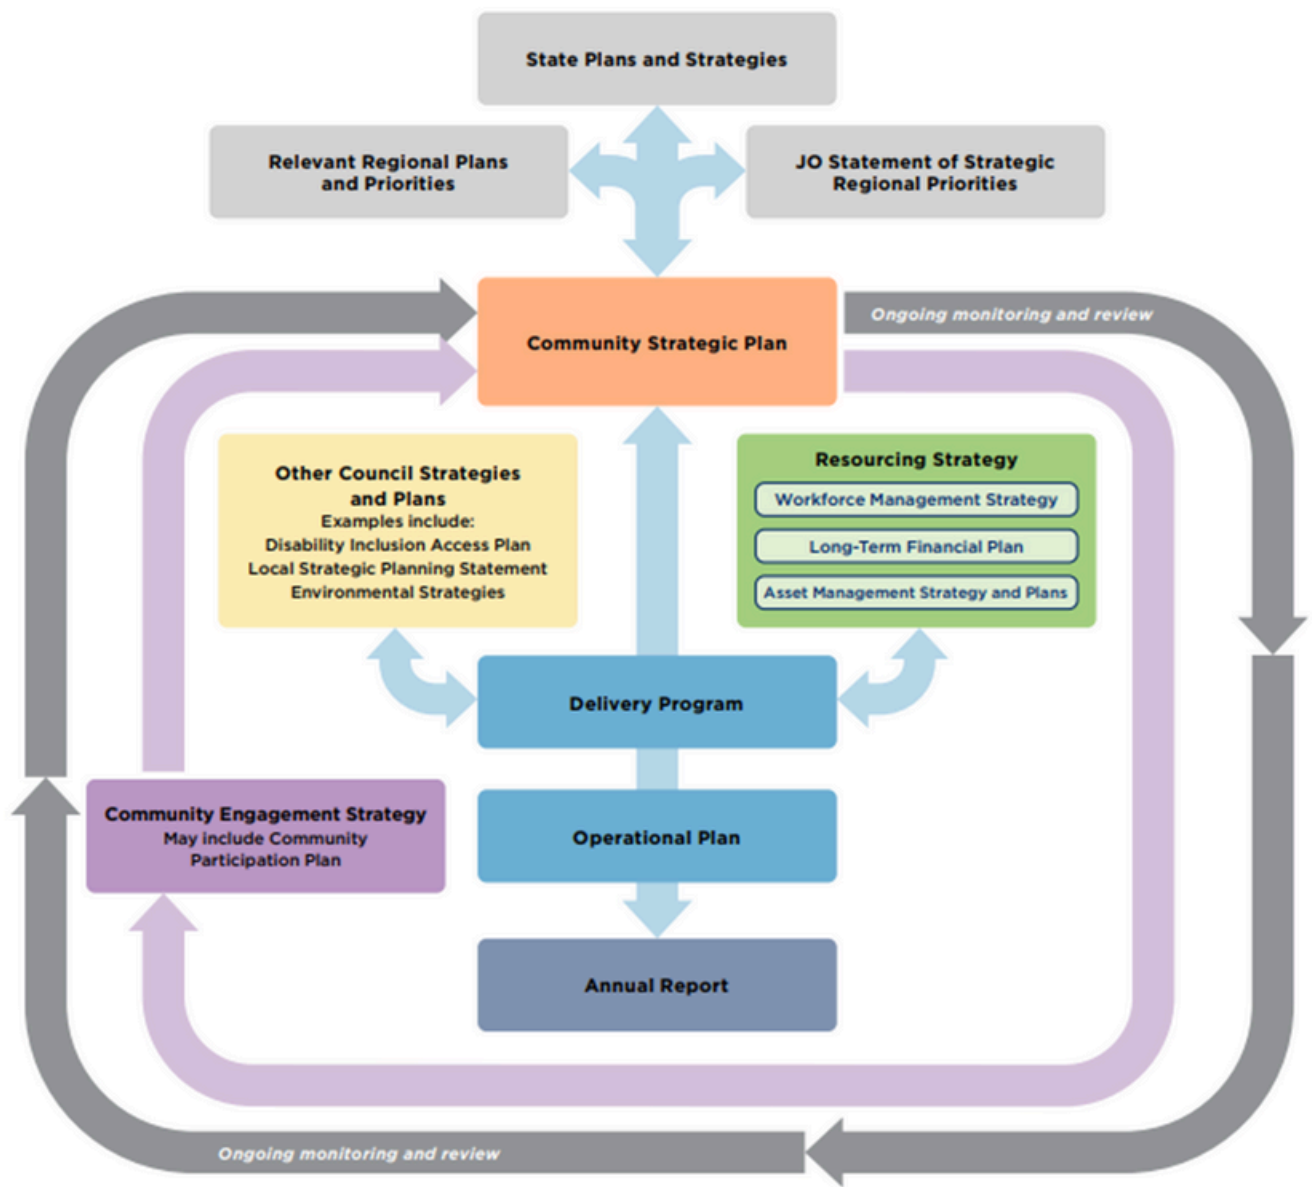 State Plans and Strategies
Relevant Regional Plans
and Priorities
JO Statement of Strategic
Regional Priorities
Community Strategic Plan
Ongoing monitoring and review
Other Council Strategies
and Plans
Examples include:
Disability Inclusion Access Plan
Local Strategic Planning Statement
Environmental Strategies
Resourcing Strategy
Workforce Management Strategy
Long-Term Financial Plan
Asset Management Strategy and Plans
Delivery Program
Community Engagement Strategy
May include Community
Participation Plan
Operational Plan
Annual Report
Ongoing monitoring and review